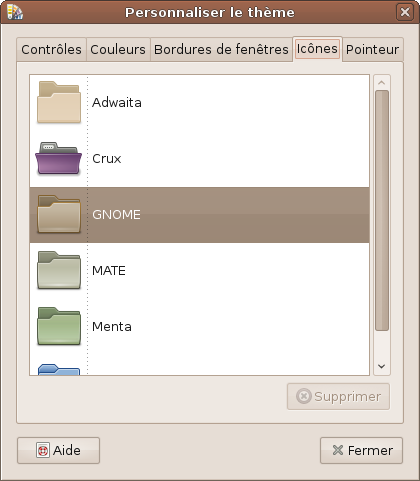 Personnaliser le thème
Contrôles Couleurs Bordures de fenêtres Icônes Pointeur
Adwaita
Crux
GNOME
MATE
Menta
Supprimer
Aide Fermer